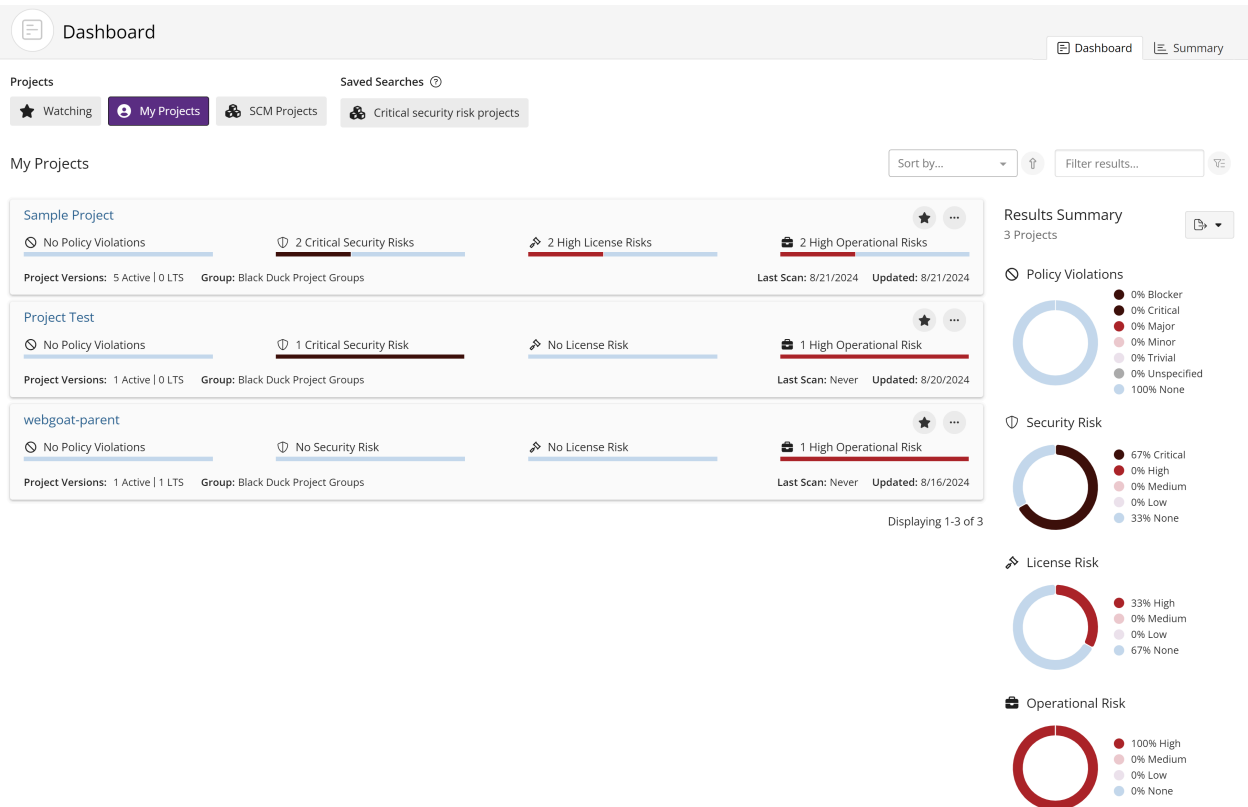 Dashboard
Dashboard
Summary
Projects
Saved Searches
Watching
My Projects
SCM Projects
Critical security risk projects
My Projects
Sort by...
Filter results...
Sample Project
No Policy Violations
2 Critical Security Risks
2 High License Risks
2 High Operational Risks
Project Versions: 5 Active | 0 LTS
Group: Black Duck Project Groups
Last Scan: 8/21/2024
Updated: 8/21/2024
Project Test
No Policy Violations
1 Critical Security Risk
No License Risk
1 High Operational Risk
Project Versions: 1 Active | 0 LTS
Group: Black Duck Project Groups
Last Scan: Never
Updated: 8/20/2024
webgoat-parent
No Policy Violations
No Security Risk
No License Risk
1 High Operational Risk
Project Versions: 1 Active | 1 LTS
Group: Black Duck Project Groups
Last Scan: Never
Updated: 8/16/2024
Displaying 1-3 of 3
Results Summary
3 Projects
Policy Violations
0% Blocker
0% Critical
0% Major
0% Minor
0% Trivial
0% Unspecified
100% None
Security Risk
67% Critical
0% High
0% Medium
0% Low
33% None
License Risk
33% High
0% Medium
0% Low
67% None
Operational Risk
100% High
0% Medium
0% Low
0% None